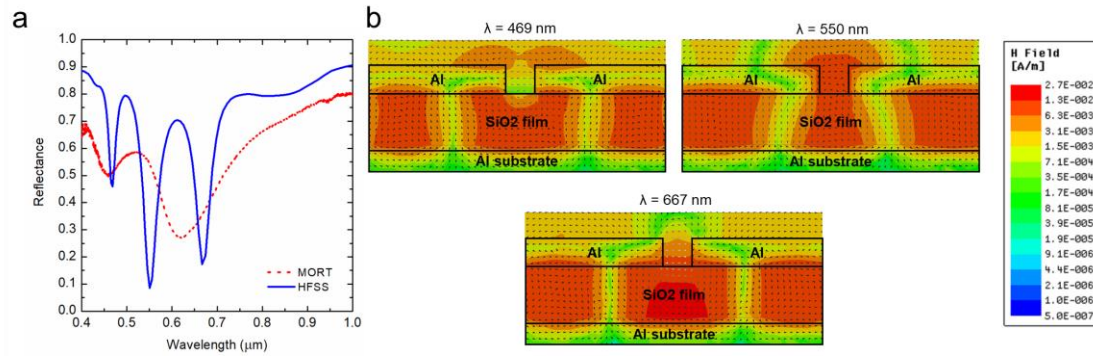 a
1.0
0.9
0.8
0.7
0.6
0.5
0.4
0.3
0.2
0.1
0.0
Reflectance
MORT
HFSS
0.4 0.5 0.6 0.7 0.8 0.9 1.0
Wavelength (μm)
b
λ = 469 nm
Al Al
SiO2 film
Al substrate
λ = 550 nm
Al Al
SiO2 film
Al substrate
λ = 667 nm
Al Al
SiO2 film
Al substrate
H Field
[A/m]
2.7E-002
1.3E-002
6.3E-003
3.1E-003
1.5E-003
7.1E-004
3.5E-004
1.7E-004
8.1E-005
3.9E-005
1.9E-005
9.1E-006
4.4E-006
2.1E-006
1.0E-006
5.0E-007